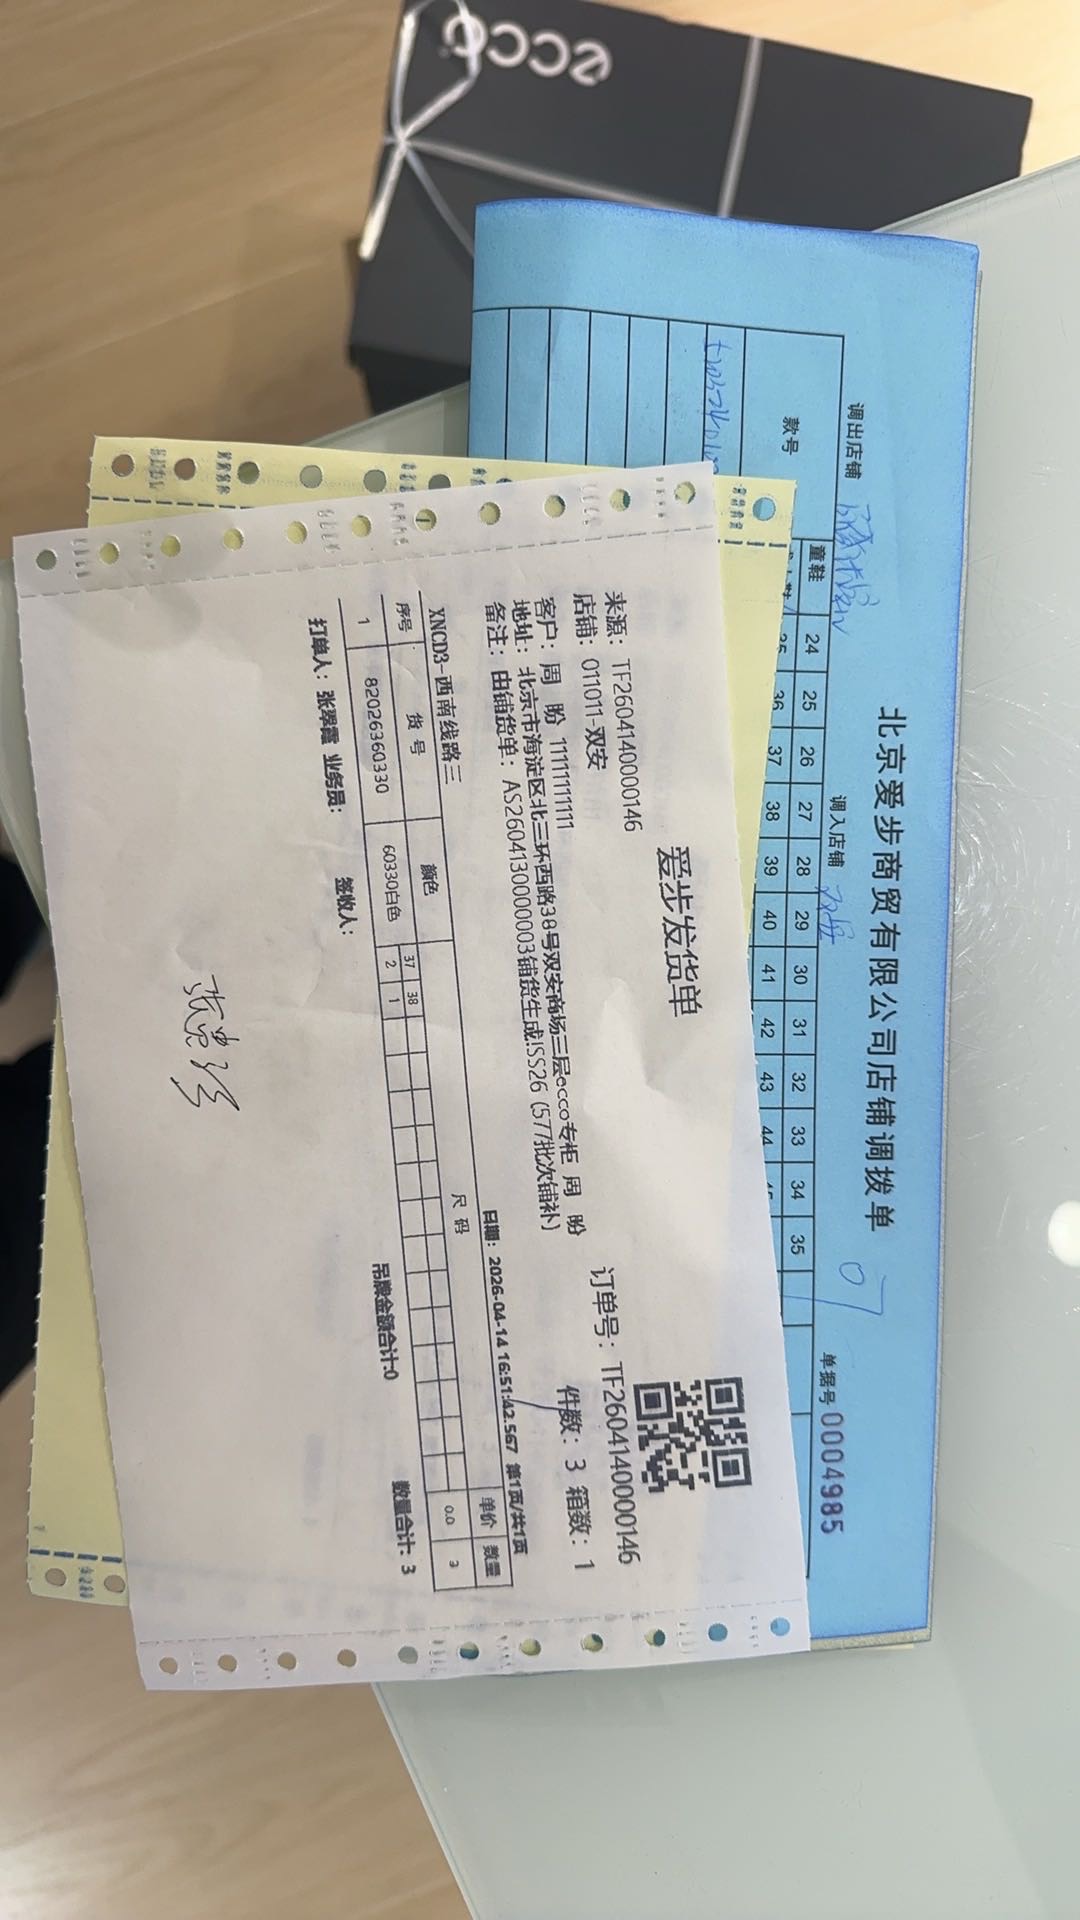 ecco
北京爱步商贸有限公司店铺调拨单
调出店铺
调入店铺 双安
单据号 0004985
款号
童鞋 24 25 26 27 28 29 30 31 32 33 34 35
36 37 38 39 40 41 42 43 44
爱步发货单
来源: TF2604140000146
订单号: TF2604140000146
店铺: 011011-双安
件数: 3 箱数: 1
客户: 周 盼 11111111111
地址: 北京市海淀区北三环西路38号双安商场三层ecco专柜 周 盼
备注: 由铺货单: AS2604130000003铺货生成!SS26 (577批次铺补)
日期: 2026-04-14 16:51:42.567 第1页/共1页
XNCD3-西南线路三
序号 货 号 颜色 尺 码 单价 数量
37 38
1 82026360330 60330白色 2 1 0.0 3
吊牌金额合计:0 数量合计: 3
打单人: 张翠霞 业务员: 签收人: